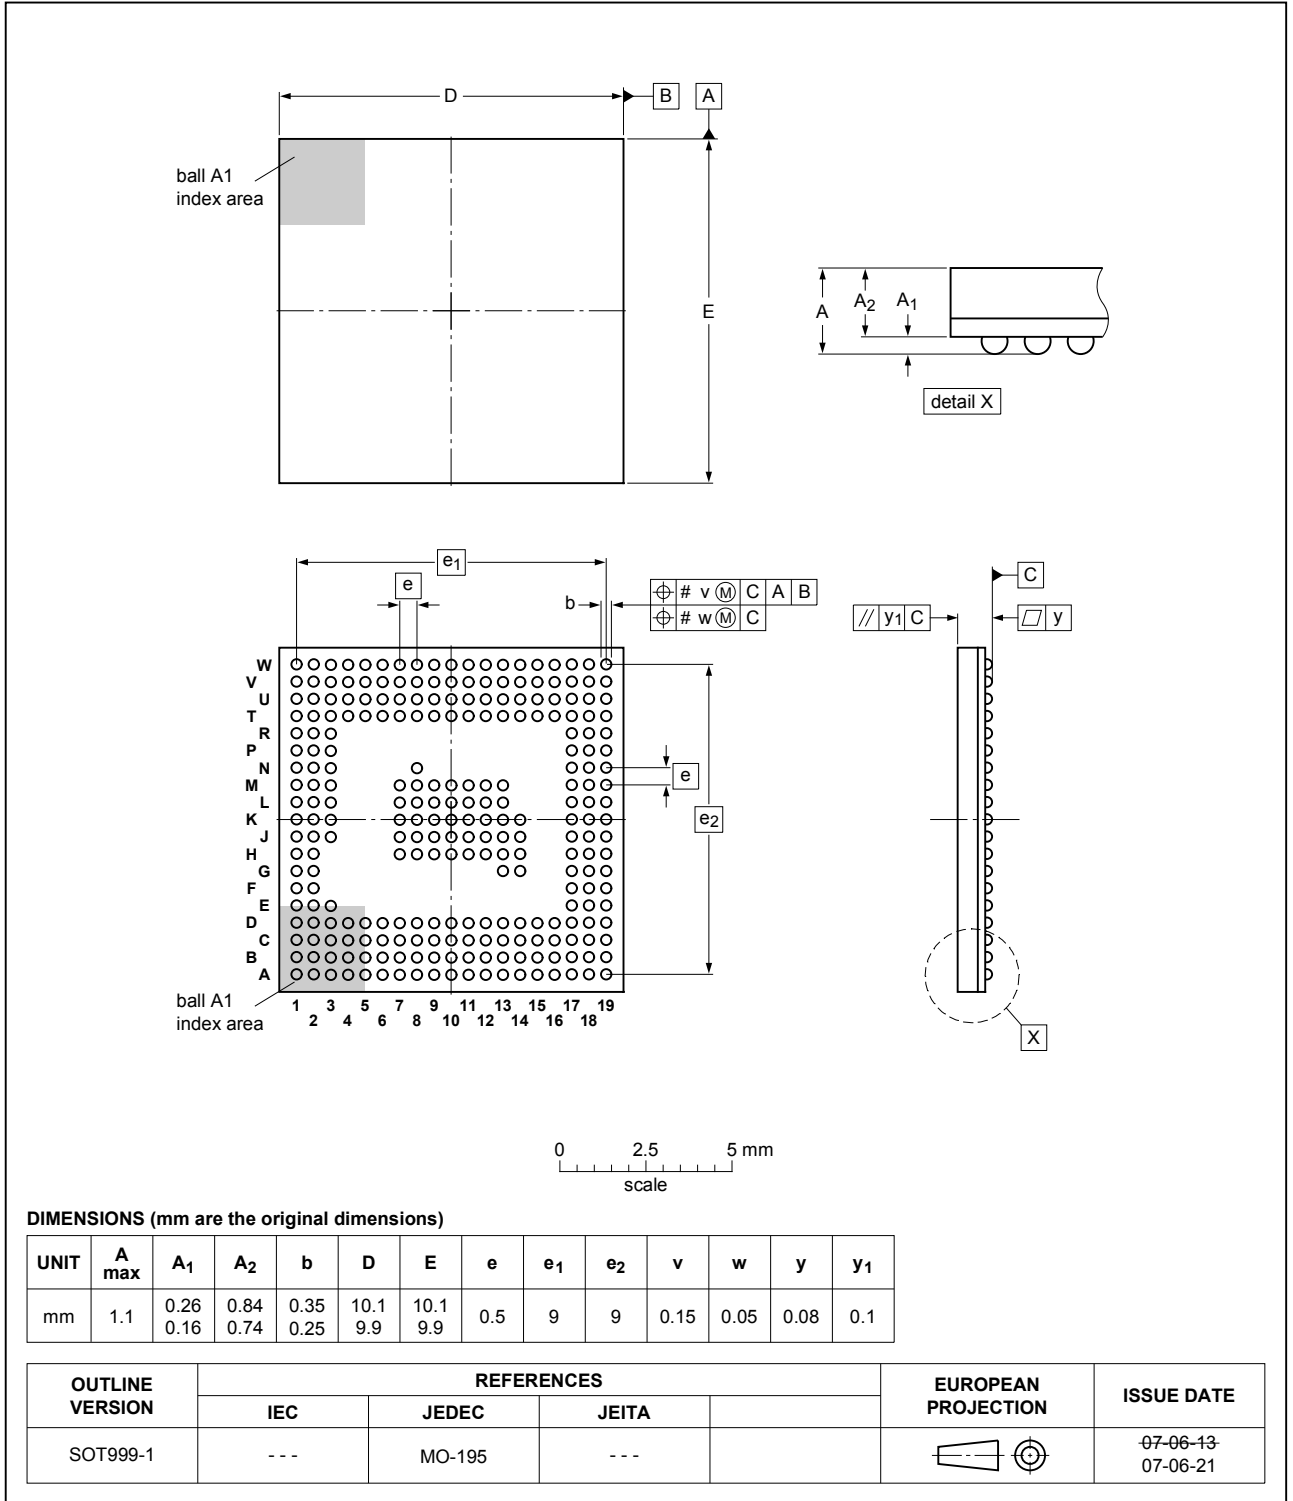 D
B
A
ball A1
index area
E
A
A2
A1
detail X
e1
e
b
# v M C A B
# w M C
C
// y1 C
y
W
V
U
T
R
P
N
M
L
K
J
H
G
F
E
D
C
B
A
e
e2
ball A1
index area
1 3 5 7 9 11 13 15 17 19
2 4 6 8 10 12 14 16 18
X
0 2.5 5 mm
scale
DIMENSIONS (mm are the original dimensions)
UNIT A max A1 A2 b D E e e1 e2 v w y y1
mm 1.1 0.26 0.16 0.84 0.74 0.35 0.25 10.1 9.9 10.1 9.9 0.5 9 9 0.15 0.05 0.08 0.1
OUTLINE VERSION REFERENCES EUROPEAN PROJECTION ISSUE DATE
IEC JEDEC JEITA
SOT999-1 - - - MO-195 - - - 07-06-13
07-06-21